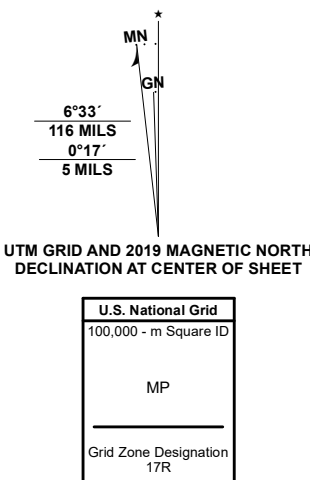 ★
MN
GN
6°33´
116 MILS
0°17´
5 MILS
UTM GRID AND 2019 MAGNETIC NORTH
DECLINATION AT CENTER OF SHEET
U.S. National Grid
100,000 - m Square ID
MP
Grid Zone Designation
17R